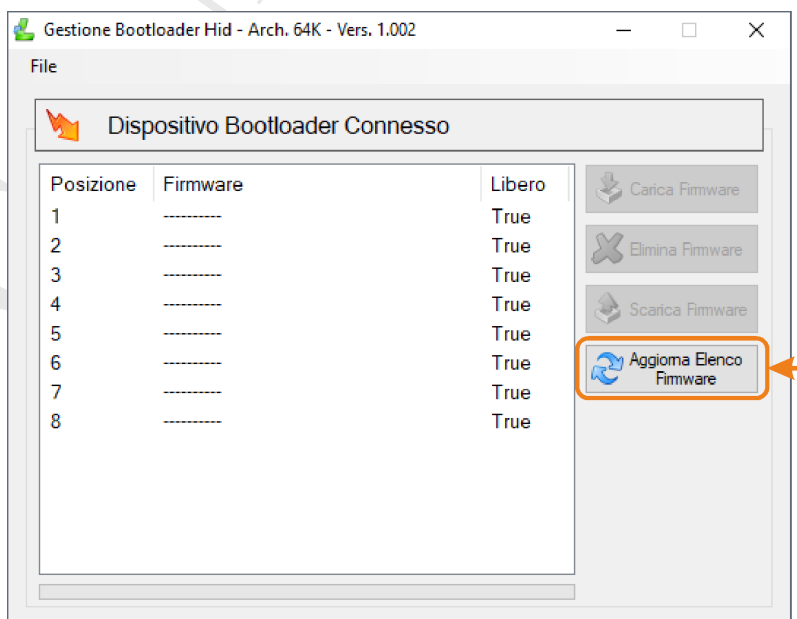 Gestione Bootloader Hid - Arch. 64K - Vers. 1.002
File
Dispositivo Bootloader Connesso
Posizione Firmware Libero
1 ---------- True
2 ---------- True
3 ---------- True
4 ---------- True
5 ---------- True
6 ---------- True
7 ---------- True
8 ---------- True
Carica Firmware
Elimina Firmware
Scarica Firmware
Aggiorna Elenco
Firmware